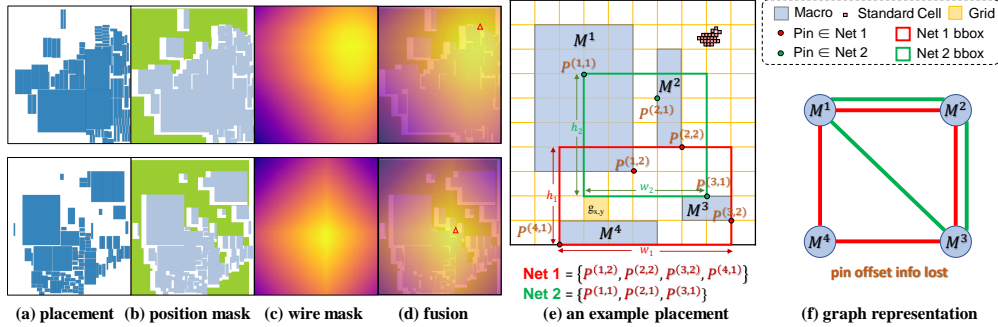 Macro
Standard Cell
Grid
Pin ∈ Net 1
Net 1 bbox
Pin ∈ Net 2
Net 2 bbox
M¹
P⁽¹,¹⁾
M²
P⁽²,¹⁾
h₂
P⁽²,²⁾
P⁽¹,²⁾
w₂
P⁽³,¹⁾
h₁
g_{x,y}
M³
P⁽³,²⁾
P⁽⁴,¹⁾
M⁴
w₁
Net 1 = {P⁽¹,²⁾, P⁽²,²⁾, P⁽³,²⁾, P⁽⁴,¹⁾}
Net 2 = {P⁽¹,¹⁾, P⁽²,¹⁾, P⁽³,¹⁾}
M¹
M²
M⁴
M³
pin offset info lost
(a) placement
(b) position mask
(c) wire mask
(d) fusion
(e) an example placement
(f) graph representation